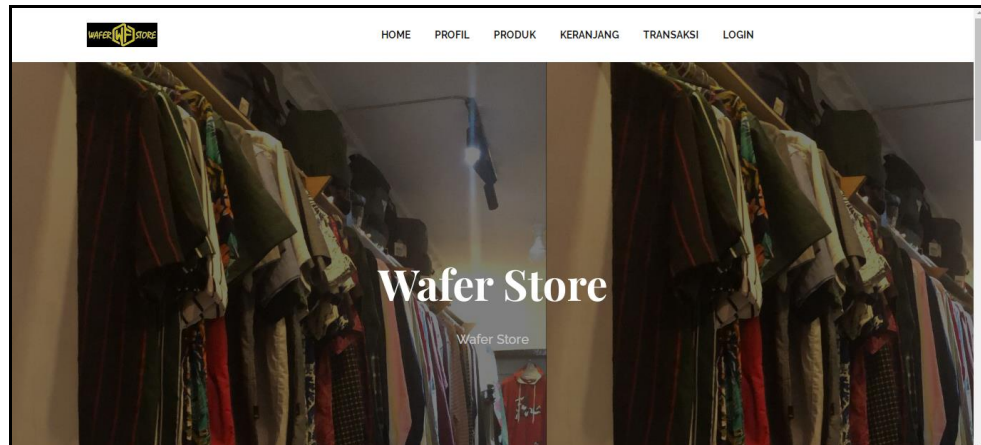 WAFER WF STORE
HOME PROFIL PRODUK KERANJANG TRANSAKSI LOGIN
Wafer Store
Wafer Store